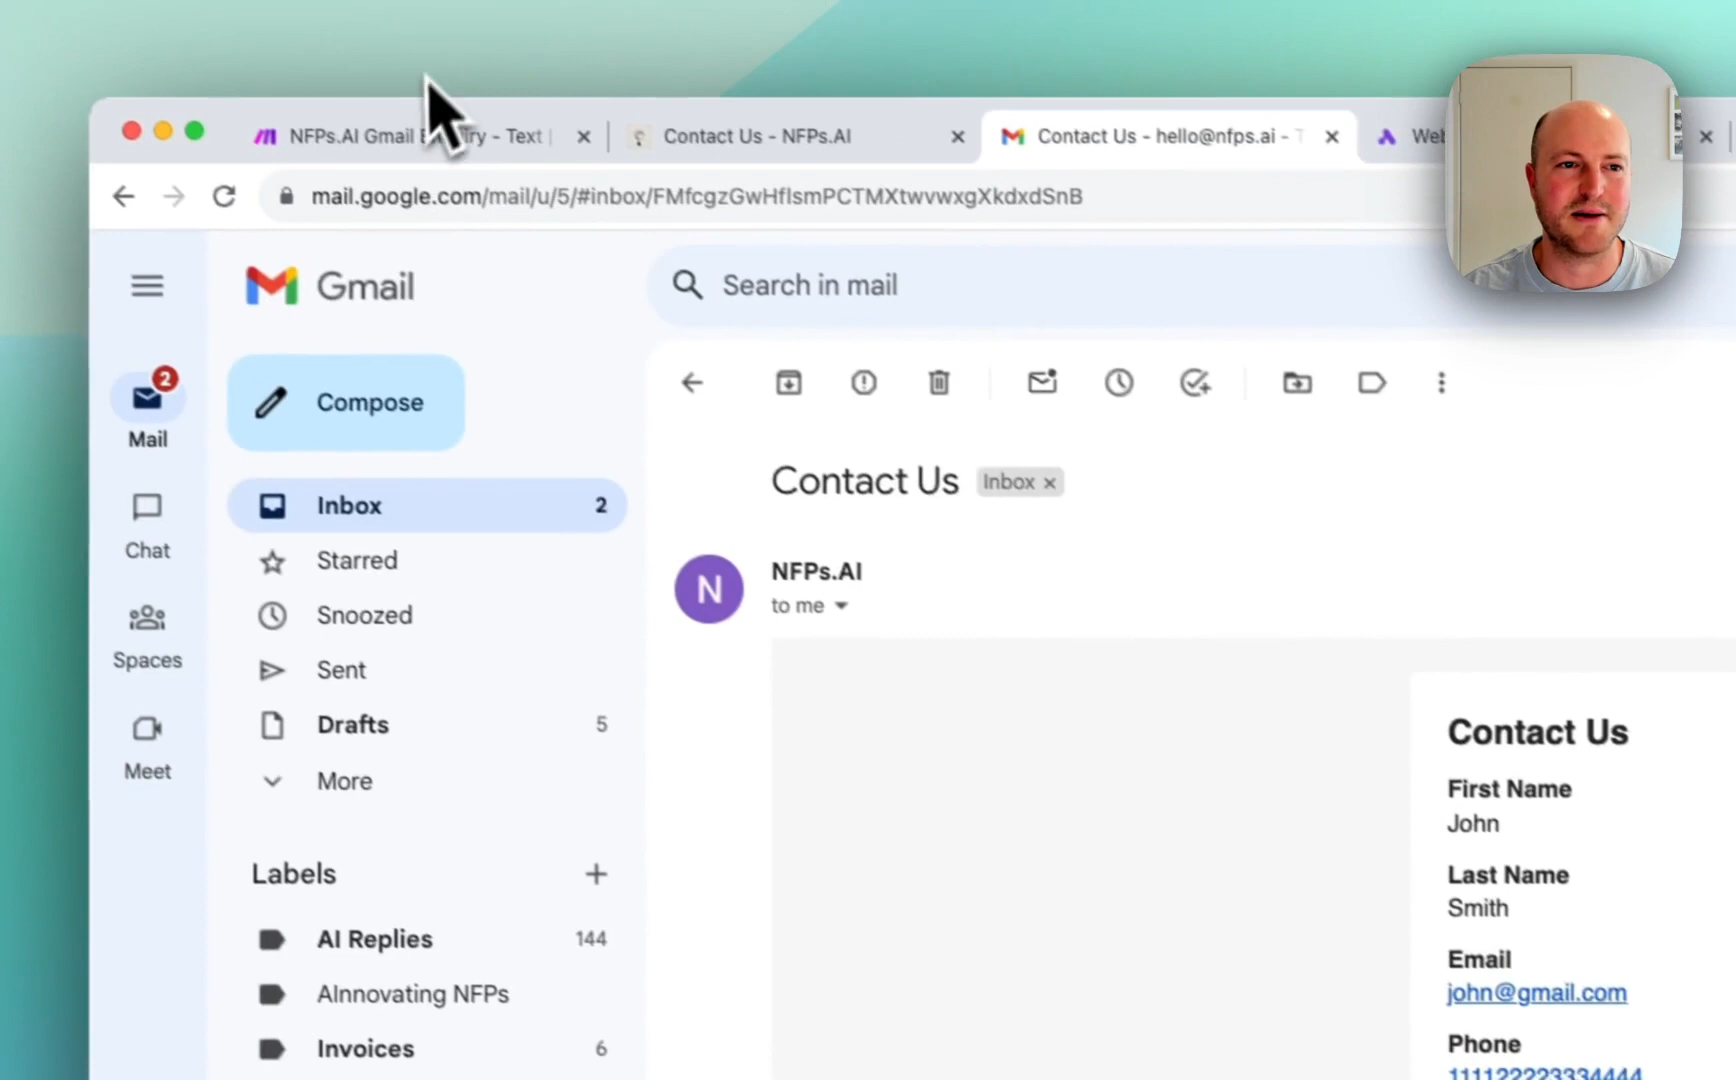 NFPs.AI Gmail E ry - Text |
Contact Us - NFPs.AI
Contact Us - hello@nfps.ai -
mail.google.com/mail/u/5/#inbox/FMfcgzGwHflsmPCTMXtwvwxgXkdxdSnB
Gmail
Search in mail
2
Mail
Compose
Contact Us
Inbox
Inbox 2
Chat
Starred
NFPs.AI
to me
Snoozed
Spaces
Sent
Drafts 5
Contact Us
Meet
More
First Name
John
Labels
Last Name
Smith
AI Replies 144
Email
AInnovating NFPs
john@gmail.com
Invoices 6
Phone